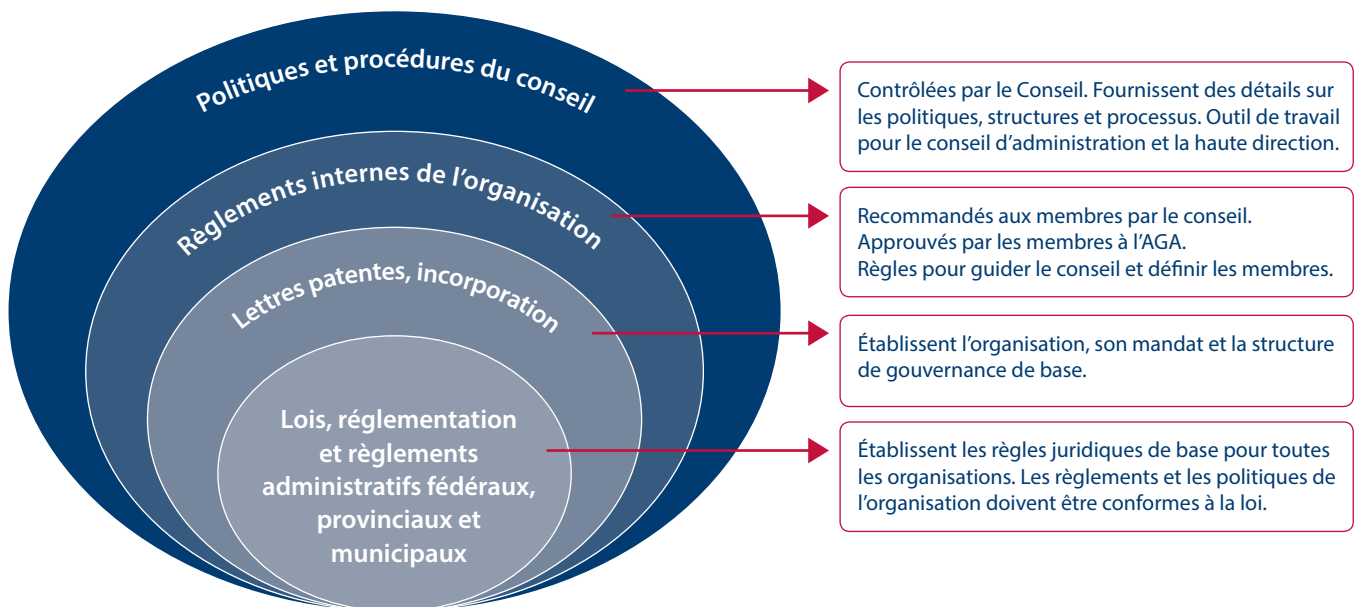 Politiques et procédures du conseil
Contrôlées par le Conseil. Fournissent des détails sur
les politiques, structures et processus. Outil de travail
pour le conseil d’administration et la haute direction.
Règlements internes de l’organisation
Recommandés aux membres par le conseil.
Approuvés par les membres à l’AGA.
Règles pour guider le conseil et définir les membres.
Lettres patentes, incorporation
Établissent l’organisation, son mandat et la structure
de gouvernance de base.
Lois, réglementation
et règlements
administratifs fédéraux,
provinciaux et
municipaux
Établissent les règles juridiques de base pour toutes
les organisations. Les règlements et les politiques de
l’organisation doivent être conformes à la loi.